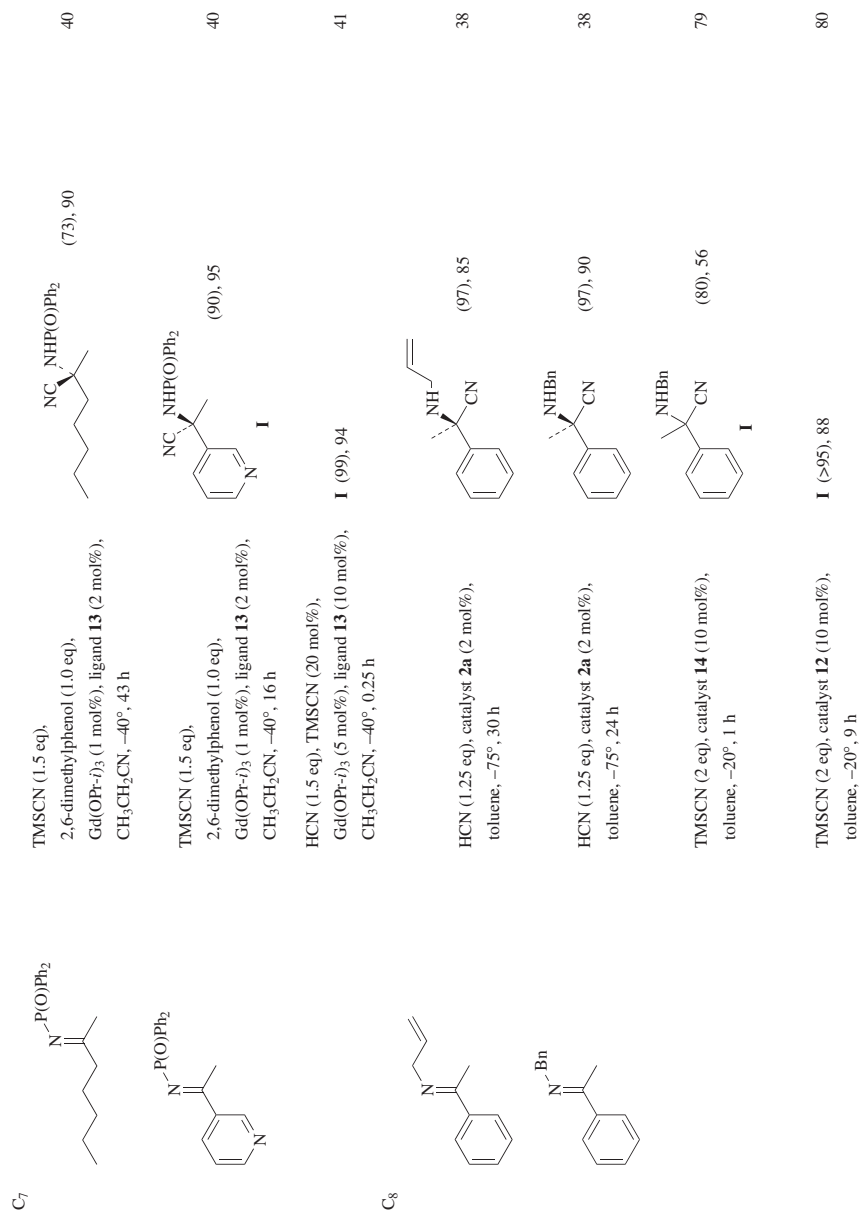 C7
N
P(O)Ph2
TMSCN (1.5 eq),
2,6-dimethylphenol (1.0 eq),
Gd(OPr-i)3 (1 mol%), ligand 13 (2 mol%),
CH3CH2CN, –40°, 43 h
NC
NHP(O)Ph2
(73), 90
40
N
P(O)Ph2
N
TMSCN (1.5 eq),
2,6-dimethylphenol (1.0 eq),
Gd(OPr-i)3 (1 mol%), ligand 13 (2 mol%),
CH3CH2CN, –40°, 16 h
NC
NHP(O)Ph2
N
I
(90), 95
40
HCN (1.5 eq), TMSCN (20 mol%),
Gd(OPr-i)3 (5 mol%), ligand 13 (10 mol%),
CH3CH2CN, –40°, 0.25 h
I (99), 94
41
C8
N
HCN (1.25 eq), catalyst 2a (2 mol%),
toluene, –75°, 30 h
NH
CN
(97), 85
38
N
Bn
HCN (1.25 eq), catalyst 2a (2 mol%),
toluene, –75°, 24 h
NHBn
CN
(97), 90
38
TMSCN (2 eq), catalyst 14 (10 mol%),
toluene, –20°, 1 h
NHBn
CN
I
(80), 56
79
TMSCN (2 eq), catalyst 12 (10 mol%),
toluene, –20°, 9 h
I (>95), 88
80